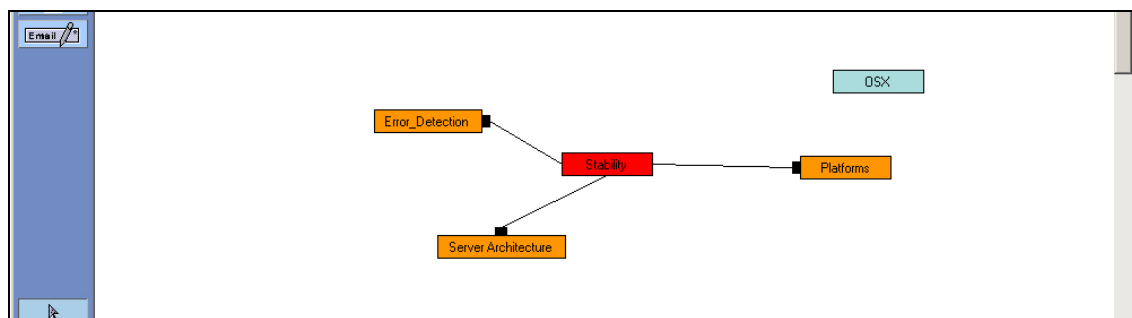 Email
OSX
Error_Detection
Stability
Platforms
Server Architecture